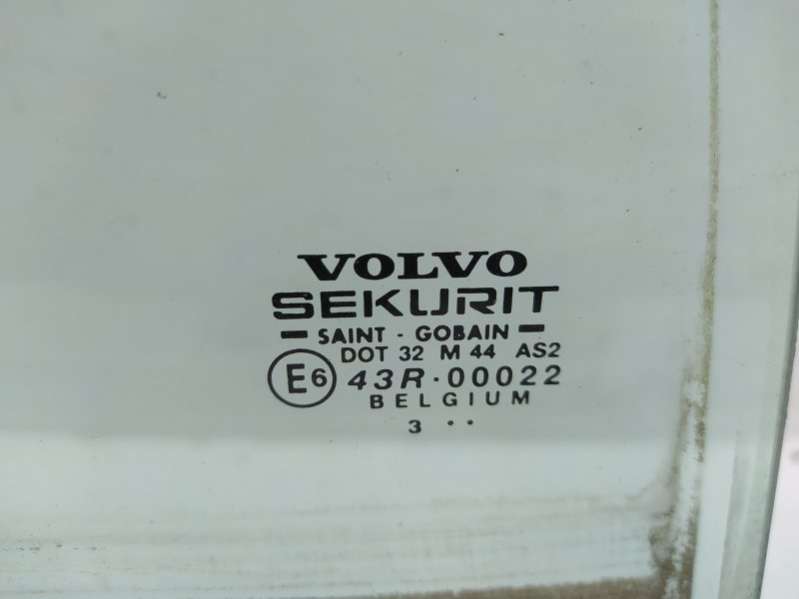 VOLVO
SEKURIT
SAINT - GOBAIN
DOT 32 M 44 AS2
E6 43R-00022
BELGIUM
3 ..